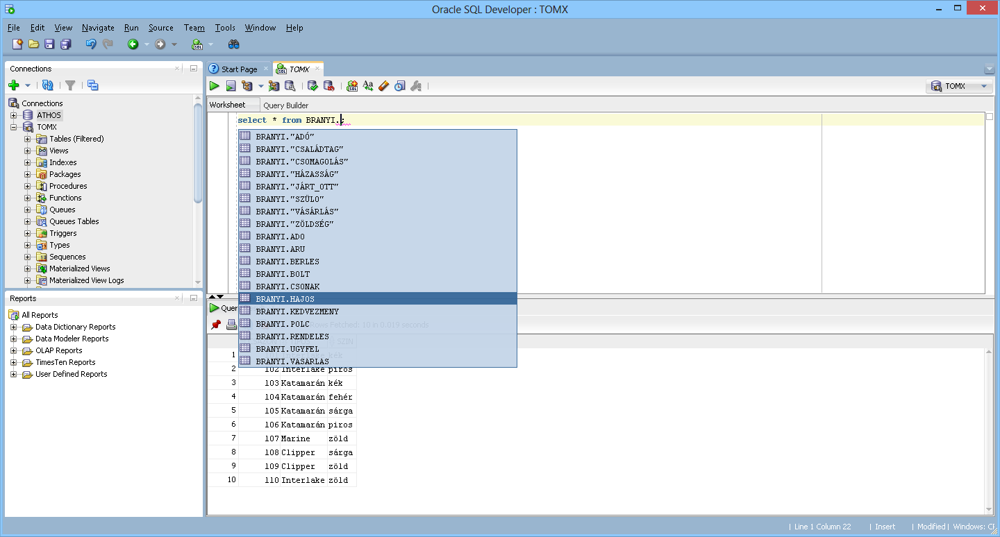 Oracle SQL Developer : TOMX
File Edit View Navigate Run Source Team Tools Window Help
Connections
Connections
ATHOS
TOMX
Tables (Filtered)
Views
Indexes
Packages
Procedures
Functions
Queues
Queues Tables
Triggers
Types
Sequences
Materialized Views
Materialized View Logs
Reports
All Reports
Data Dictionary Reports
Data Modeler Reports
OLAP Reports
TimesTen Reports
User Defined Reports
Start Page TOMX
TOMX
Worksheet Query Builder
select * from BRANYI.;
BRANYI."ADÓ"
BRANYI."CSALÁDTAG"
BRANYI."CSOMAGOLÁS"
BRANYI."HÁZASSÁG"
BRANYI."JÁRT_OTT"
BRANYI."SZÜLO"
BRANYI."VÁSÁRLÁS"
BRANYI."ZÖLDSÉG"
BRANYI.ADO
BRANYI.ARU
BRANYI.BERLES
BRANYI.BOLT
BRANYI.CSONAK
BRANYI.HAJOS
BRANYI.KEDVEZMENY
BRANYI.POLC
BRANYI.RENDELES
BRANYI.UGYFEL
BRANYI.VASARLAS
Quer
Rows Fetched: 10 in 0.019 seconds
SZIN
1 kék
2 102 Interlake piros
3 103 Katamarán kék
4 104 Katamarán fehér
5 105 Katamarán sárga
6 106 Katamarán piros
7 107 Marine zöld
8 108 Clipper sárga
9 109 Clipper zöld
10 110 Interlake zöld
Line 1 Column 22 Insert Modified Windows: CF